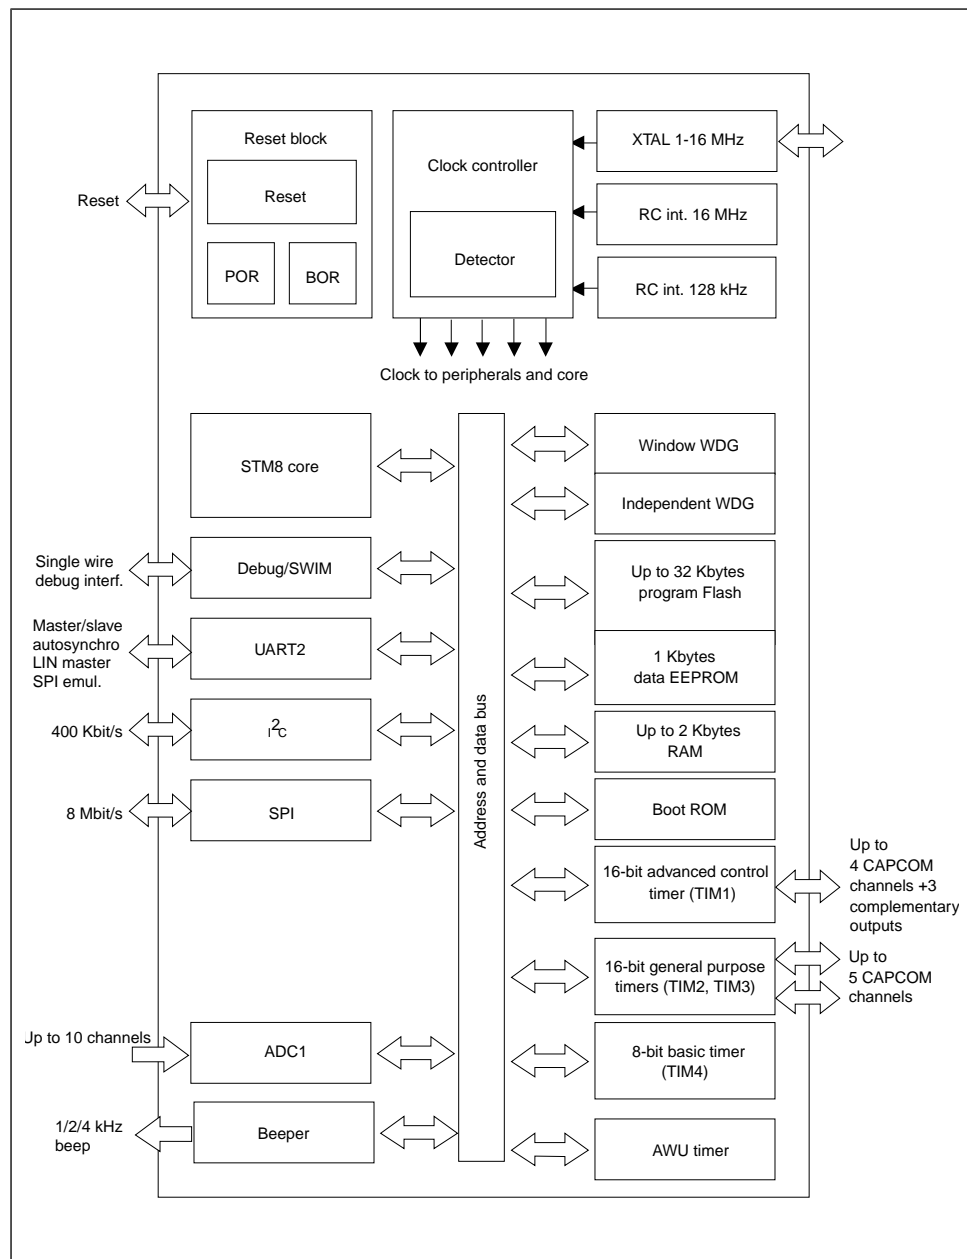 Reset block
Reset
POR
BOR
Reset
Clock controller
Detector
XTAL 1-16 MHz
RC int. 16 MHz
RC int. 128 kHz
Clock to peripherals and core
STM8 core
Single wire
debug interf.
Debug/SWIM
Master/slave
autosynchro
LIN master
SPI emul.
UART2
400 Kbit/s
I2C
8 Mbit/s
SPI
Up to 10 channels
ADC1
1/2/4 kHz
beep
Beeper
Address and data bus
Window WDG
Independent WDG
Up to 32 Kbytes
program Flash
1 Kbytes
data EEPROM
Up to 2 Kbytes
RAM
Boot ROM
16-bit advanced control
timer (TIM1)
Up to
4 CAPCOM
channels +3
complementary
outputs
16-bit general purpose
timers (TIM2, TIM3)
Up to
5 CAPCOM
channels
8-bit basic timer
(TIM4)
AWU timer